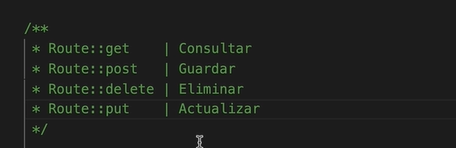 /**
* Route::get | Consultar
* Route::post | Guardar
* Route::delete | Eliminar
* Route::put | Actualizar
*/